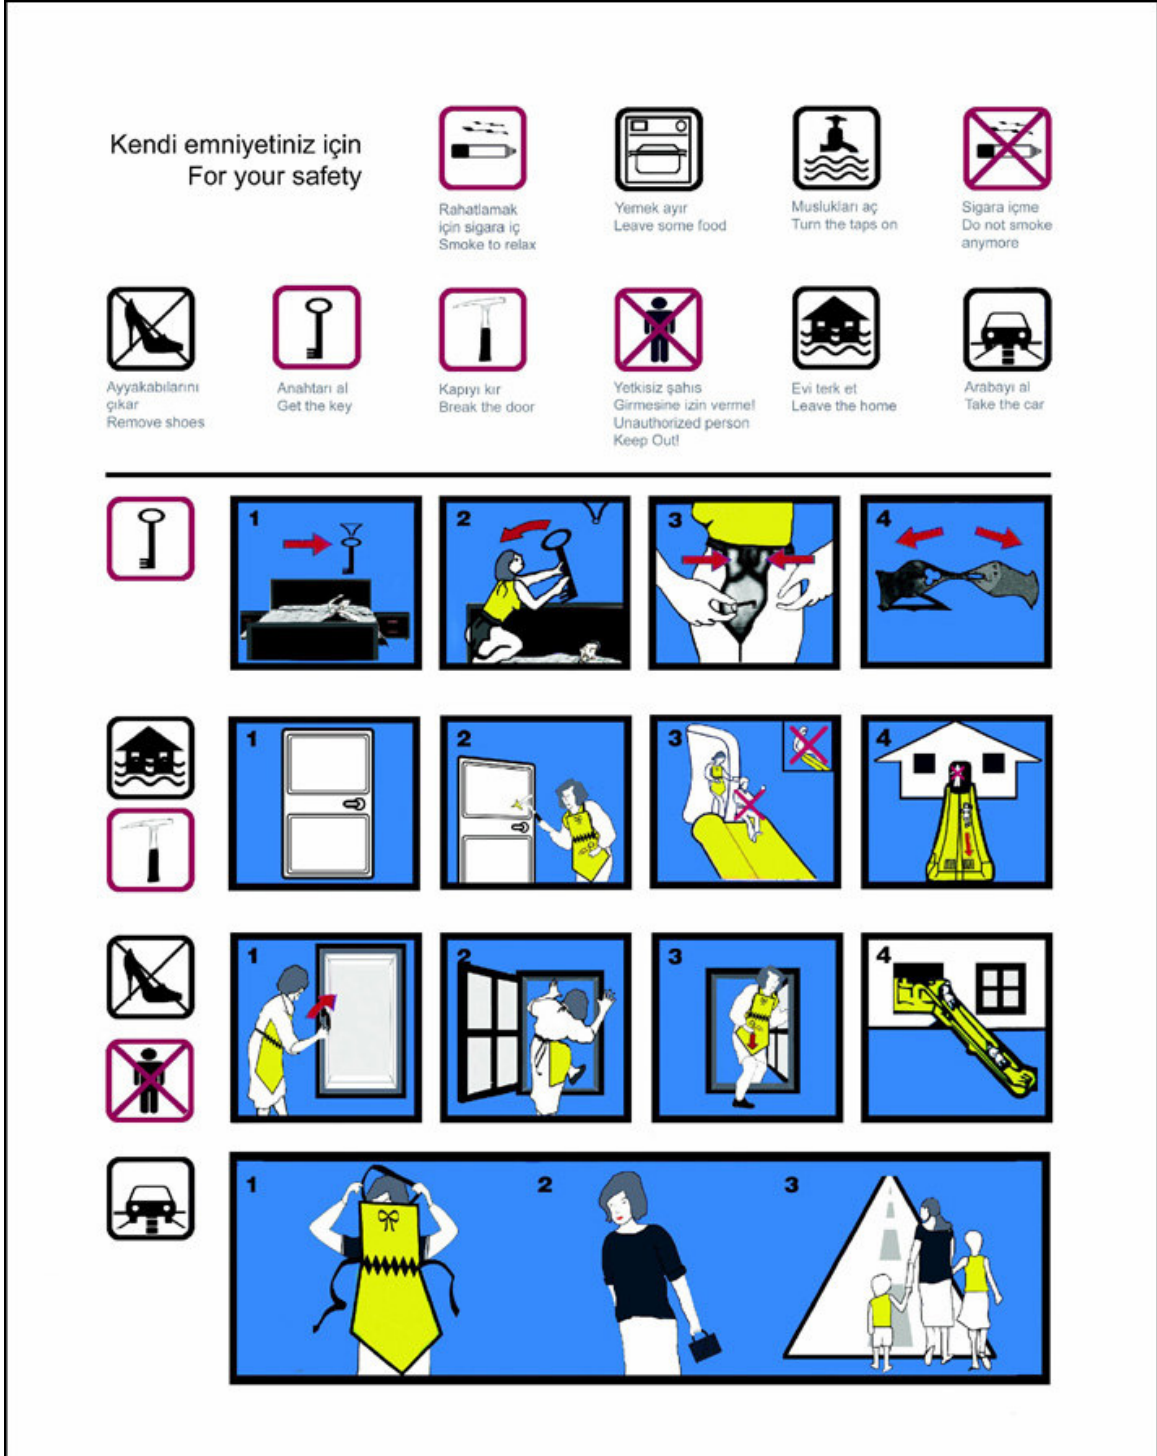 Kendi emniyetiniz için
For your safety
Rahatlamak
için sigara iç
Smoke to relax
Yemek ayır
Leave some food
Muslukları aç
Turn the taps on
Sigara içme
Do not smoke
anymore
Ayyakabılarını
çıkar
Remove shoes
Anahtarı al
Get the key
Kapıyı kır
Break the door
Yetkisiz şahıs
Girmesine izin verme!
Unauthorized person
Keep Out!
Evi terk et
Leave the home
Arabayı al
Take the car
1
2
3
4
1
2
3
4
1
2
3
4
1
2
3